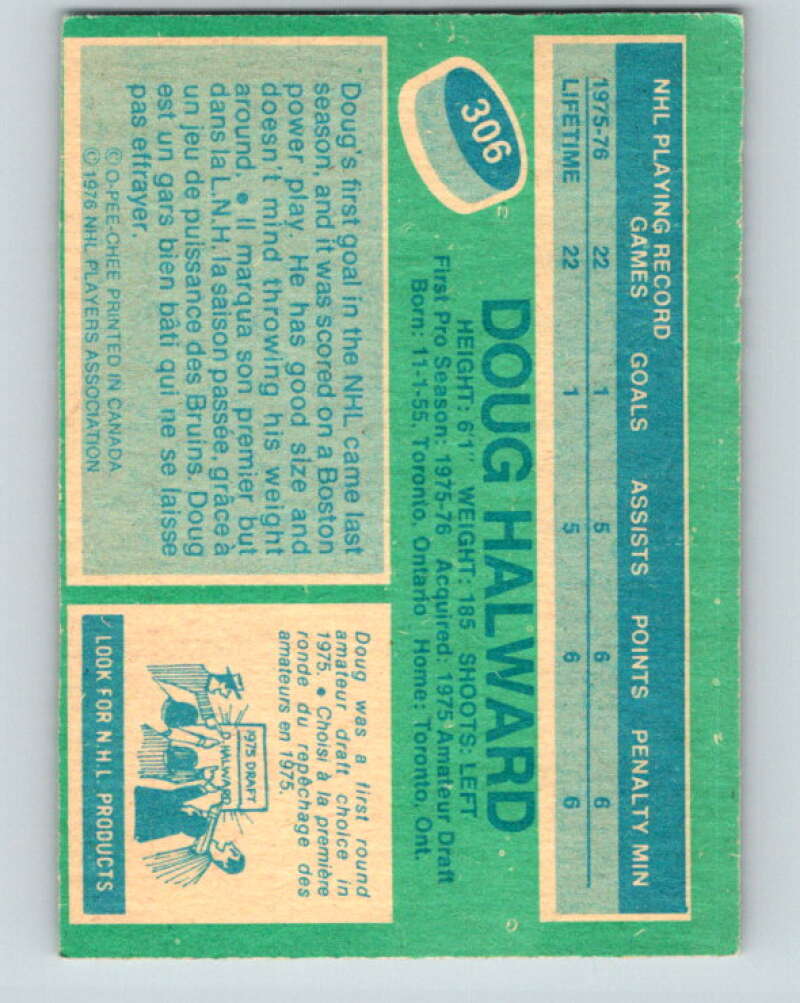 NHL PLAYING RECORD
GAMES GOALS ASSISTS POINTS PENALTY MIN
1975-76 22 1 5 6 6
LIFETIME 22 1 5 6 6
306
DOUG HALWARD
HEIGHT: 6'1" WEIGHT: 185 SHOOTS: LEFT
First Pro Season: 1975-76 Acquired: 1975 Amateur Draft
Born: 11-1-55, Toronto, Ontario Home: Toronto, Ont.
Doug's first goal in the NHL came last
season, and it was scored on a Boston
power play. He has good size and
doesn't mind throwing his weight
around. • Il marqua son premier but
dans la L.N.H. la saison passée, grâce à
un jeu de puissance des Bruins. Doug
est un gars bien bâti qui ne se laisse
pas effrayer.
© O-PEE-CHEE PRINTED IN CANADA
© 1976 NHL PLAYERS ASSOCIATION
Doug was a first round
amateur draft choice in
1975. • Choisi à la première
ronde du repêchage des
amateurs en 1975.
1975 DRAFT
D. HALWARD
LOOK FOR N.H.L PRODUCTS